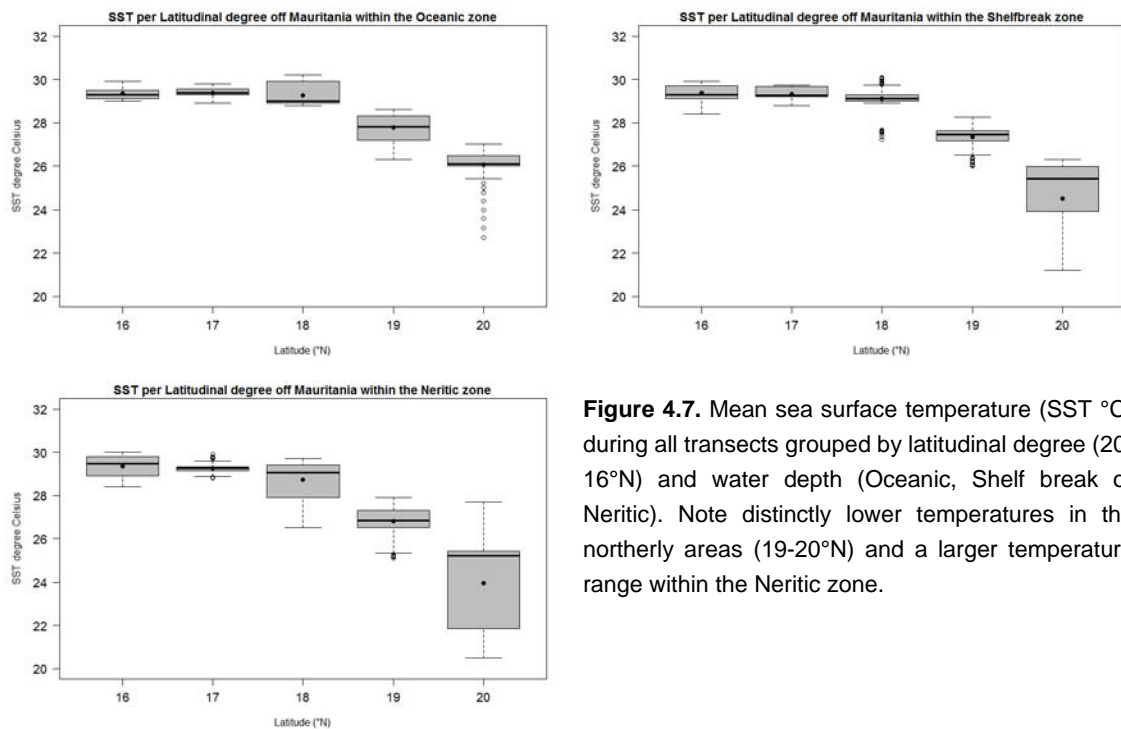 SST per Latitudinal degree off Mauritania within the Oceanic zone
32
30
28
26
24
22
20
SST degree Celsius
16 17 18 19 20
Latitude (°N)
SST per Latitudinal degree off Mauritania within the Shelfbreak zone
32
30
28
26
24
22
20
SST degree Celsius
16 17 18 19 20
Latitude (°N)
SST per Latitudinal degree off Mauritania within the Neritic zone
32
30
28
26
24
22
20
SST degree Celsius
16 17 18 19 20
Latitude (°N)
Figure 4.7. Mean sea surface temperature (SST °C
during all transects grouped by latitudinal degree (20
16°N) and water depth (Oceanic, Shelf break o
Neritic). Note distinctly lower temperatures in th
northerly areas (19-20°N) and a larger temperatur
range within the Neritic zone.